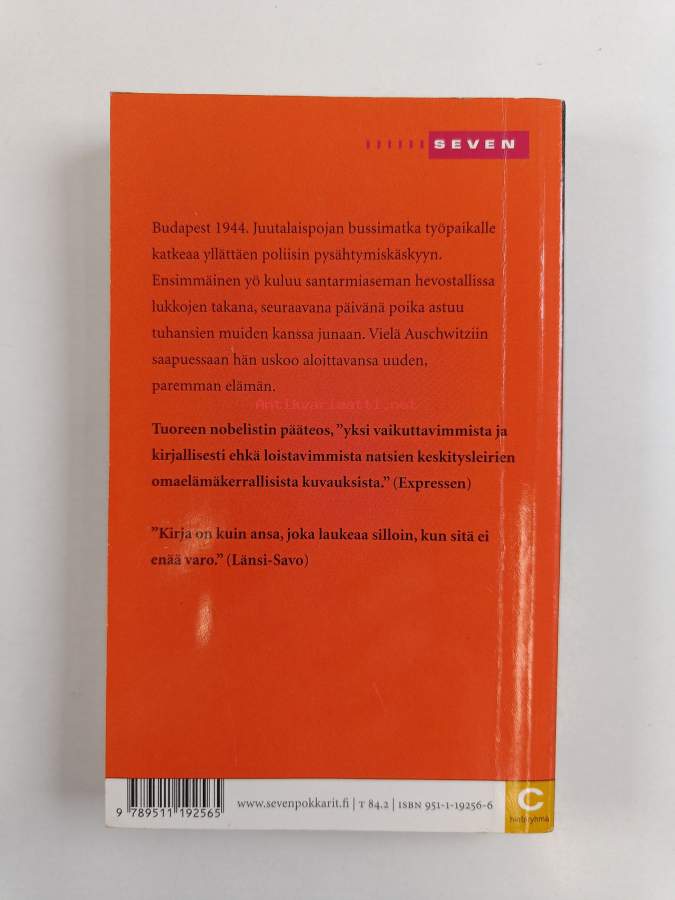 SEVEN
Budapest 1944. Juutalaispojan bussimatka työpaikalle
katkeaa yllättäen poliisin pysähtymiskäskyyn.
Ensimmäinen yö kuluu santarmiaseman hevostallissa
lukkojen takana, seuraavana päivänä poika astuu
tuhansien muiden kanssa junaan. Vielä Auschwitziin
saapuessaan hän uskoo aloittavansa uuden,
paremman elämän.
Antikvariaatti.net
Tuoreen nobelistin pääteos, ”yksi vaikuttavimmista ja
kirjallisesti ehkä loistavimmista natsien keskitysleirien
omaelämäkerrallisista kuvauksista.” (Expressen)
”Kirja on kuin ansa, joka laukeaa silloin, kun sitä ei
enää varo.” (Länsi-Savo)
9 789511 192565
www.sevenpokkarit.fi | T 84.2 | ISBN 951-1-19256-6
C
hintaryhmä